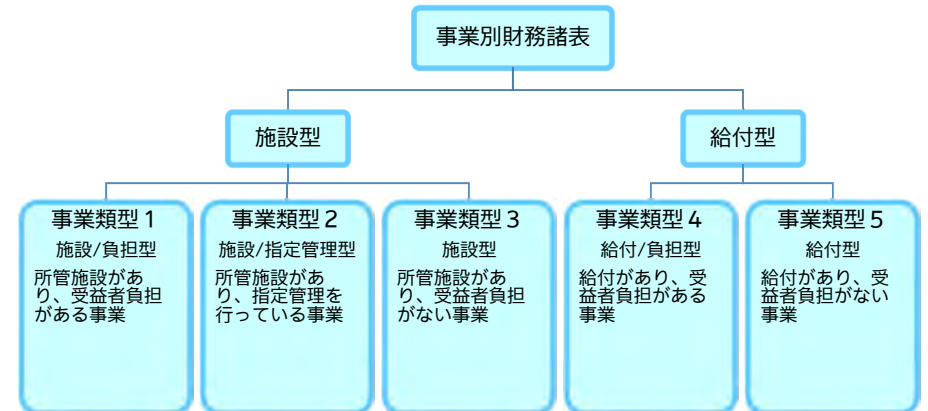 事業別財務諸表
施設型
給付型
事業類型1
施設/負担型
所管施設があ
り、受益者負担
がある事業
事業類型2
施設/指定管理型
所管施設があ
り、指定管理を
行っている事業
事業類型3
施設型
所管施設があ
り、受益者負担
がない事業
事業類型4
給付/負担型
給付があり、受
益者負担がある
事業
事業類型5
給付型
給付があり、受
益者負担がない
事業